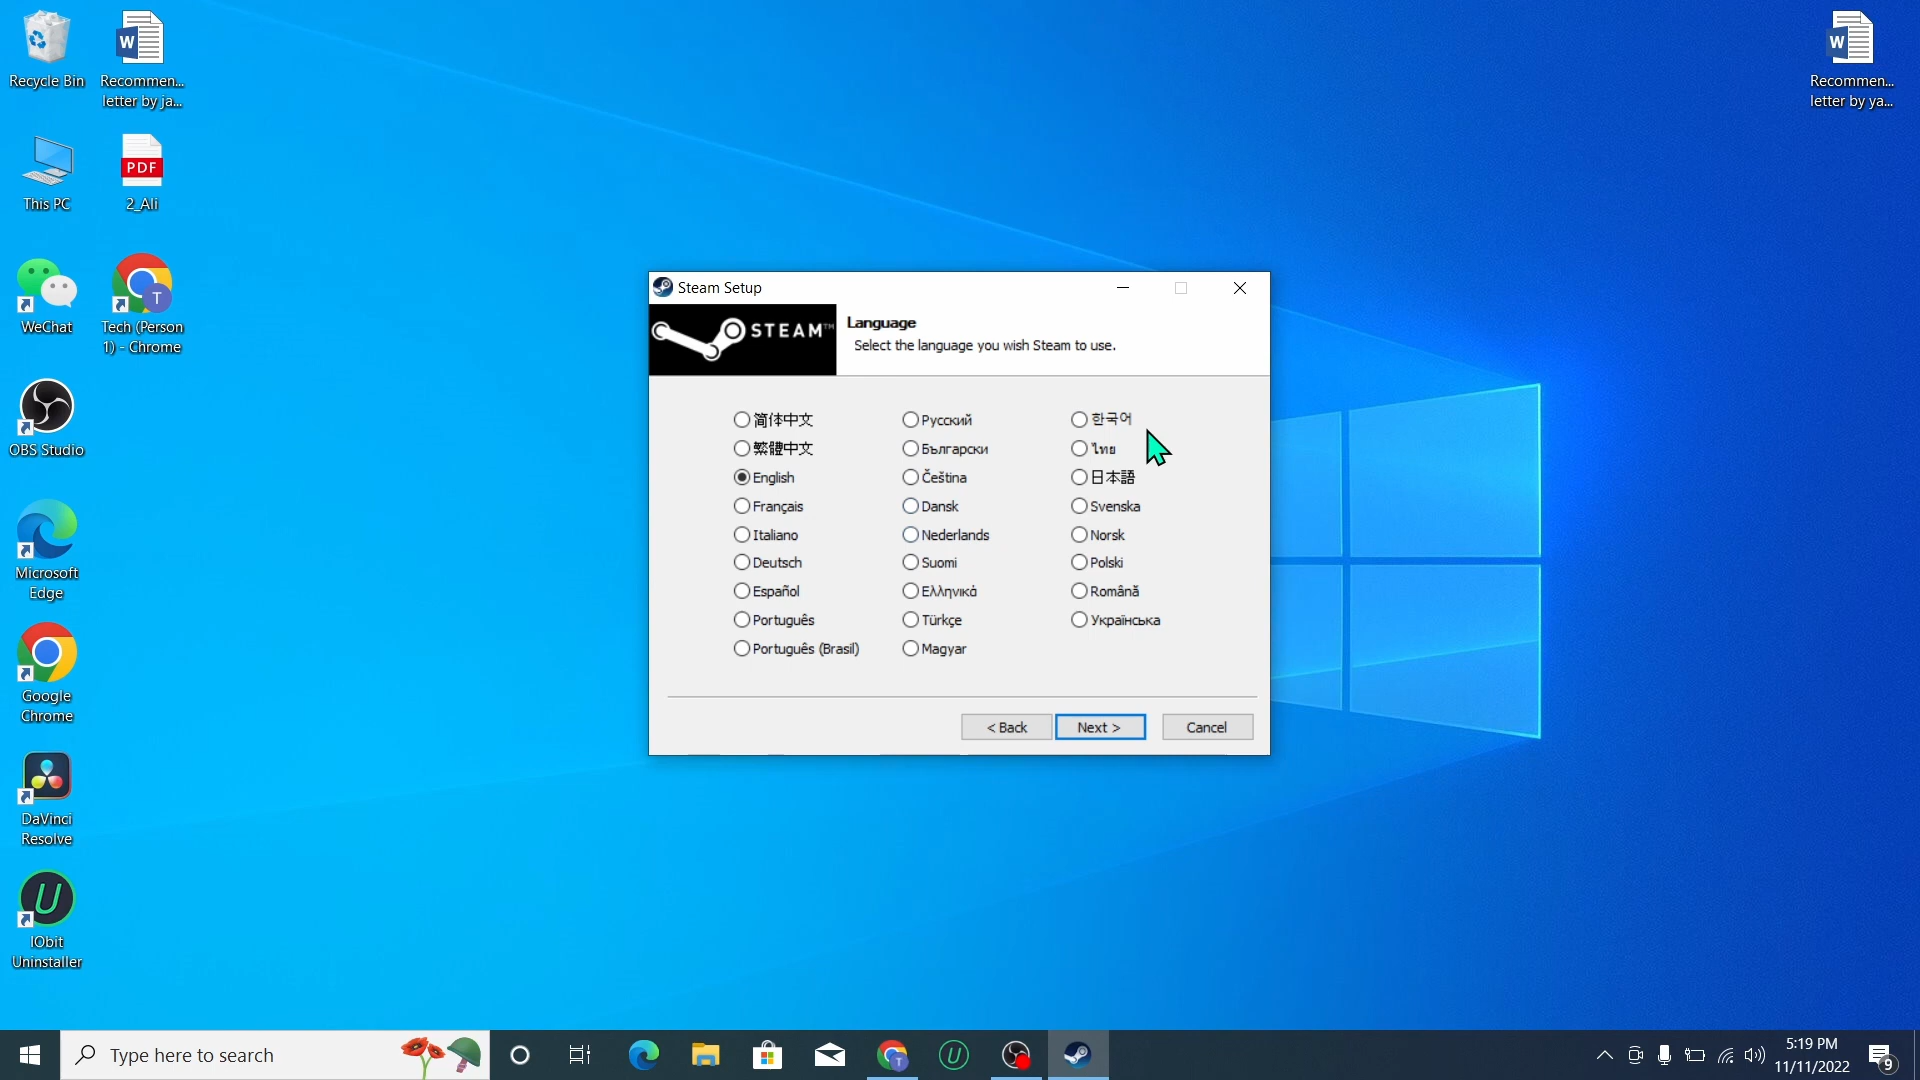 Recycle Bin
Recommen...
letter by ja...
Recommen...
letter by ya...
This PC
PDF
2_Ali
WeChat
T
Tech (Person
1) - Chrome
OBS Studio
Microsoft
Edge
Google
Chrome
DaVinci
Resolve
IObit
Uninstaller
Steam Setup
STEAM™
Language
Select the language you wish Steam to use.
简体中文
繁體中文
English
Français
Italiano
Deutsch
Español
Português
Português (Brasil)
Русский
Български
Čeština
Dansk
Nederlands
Suomi
Ελληνικά
Türkçe
Magyar
한국어
ไทย
日本語
Svenska
Norsk
Polski
Română
Українська
< Back
Next >
Cancel
Type here to search
5:19 PM
11/11/2022
9